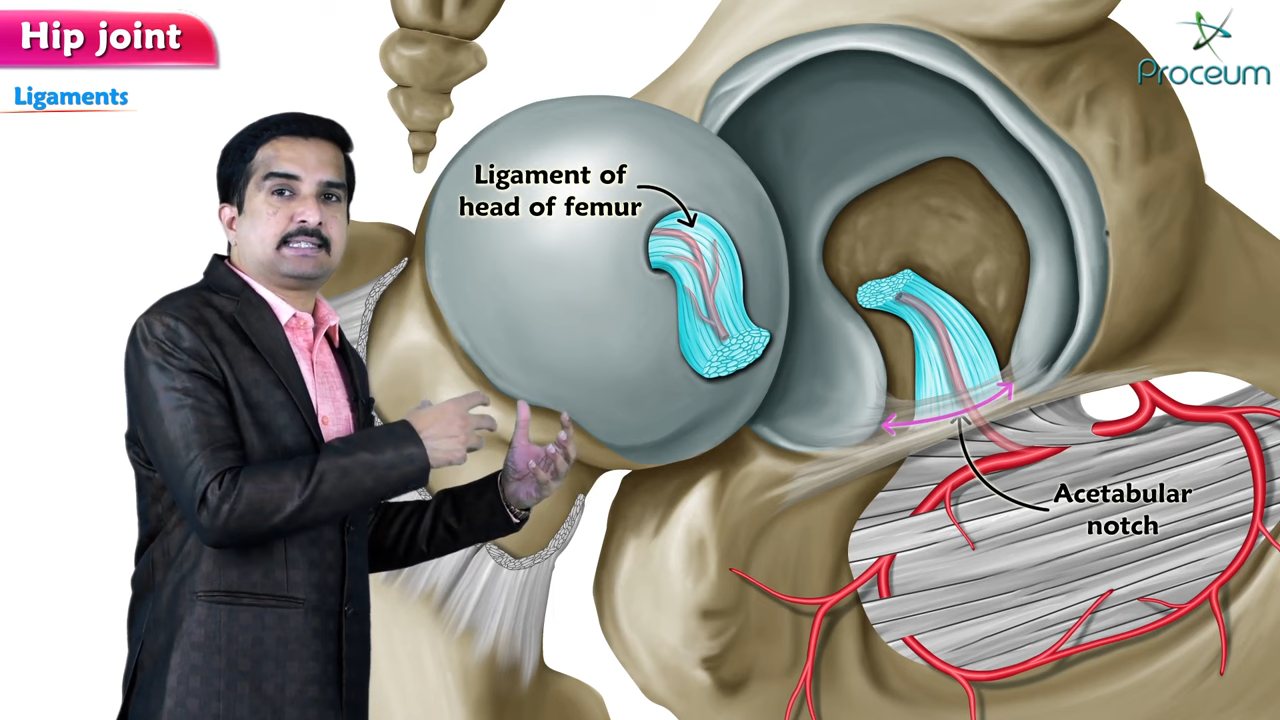 Hip joint
Ligaments
Proceum
Ligament of
head of femur
Acetabular
notch